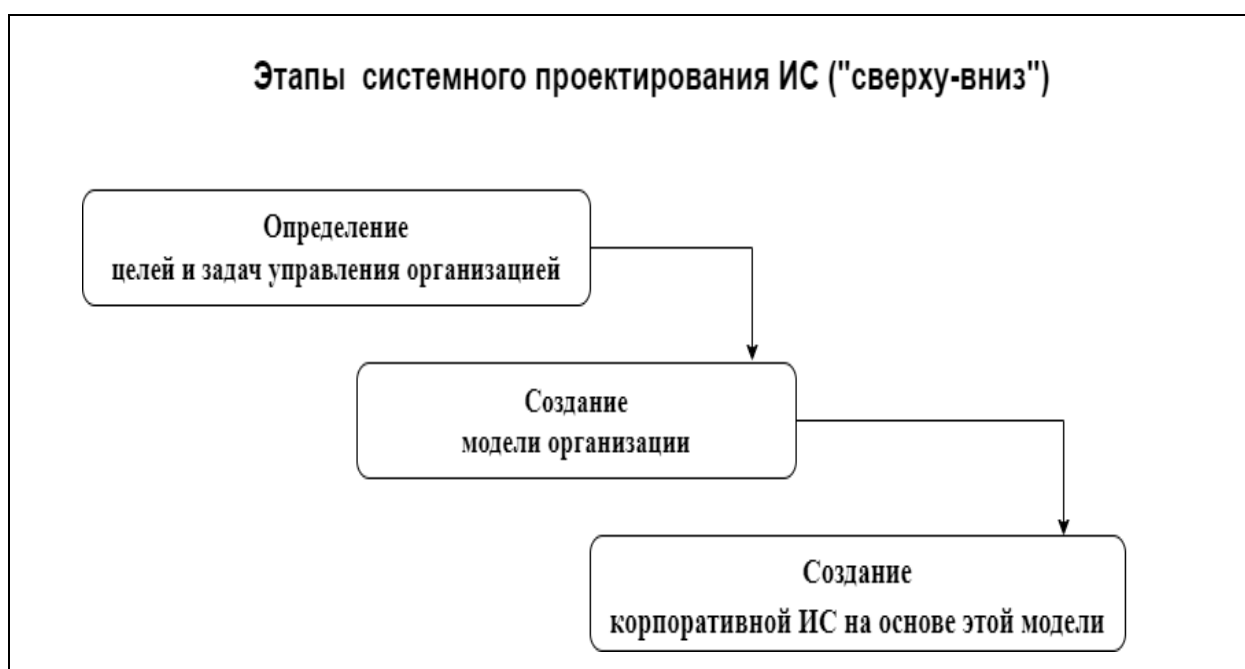 Этапы системного проектирования ИС ("сверху-вниз")
Определение
целей и задач управления организацией
Создание
модели организации
Создание
корпоративной ИС на основе этой модели